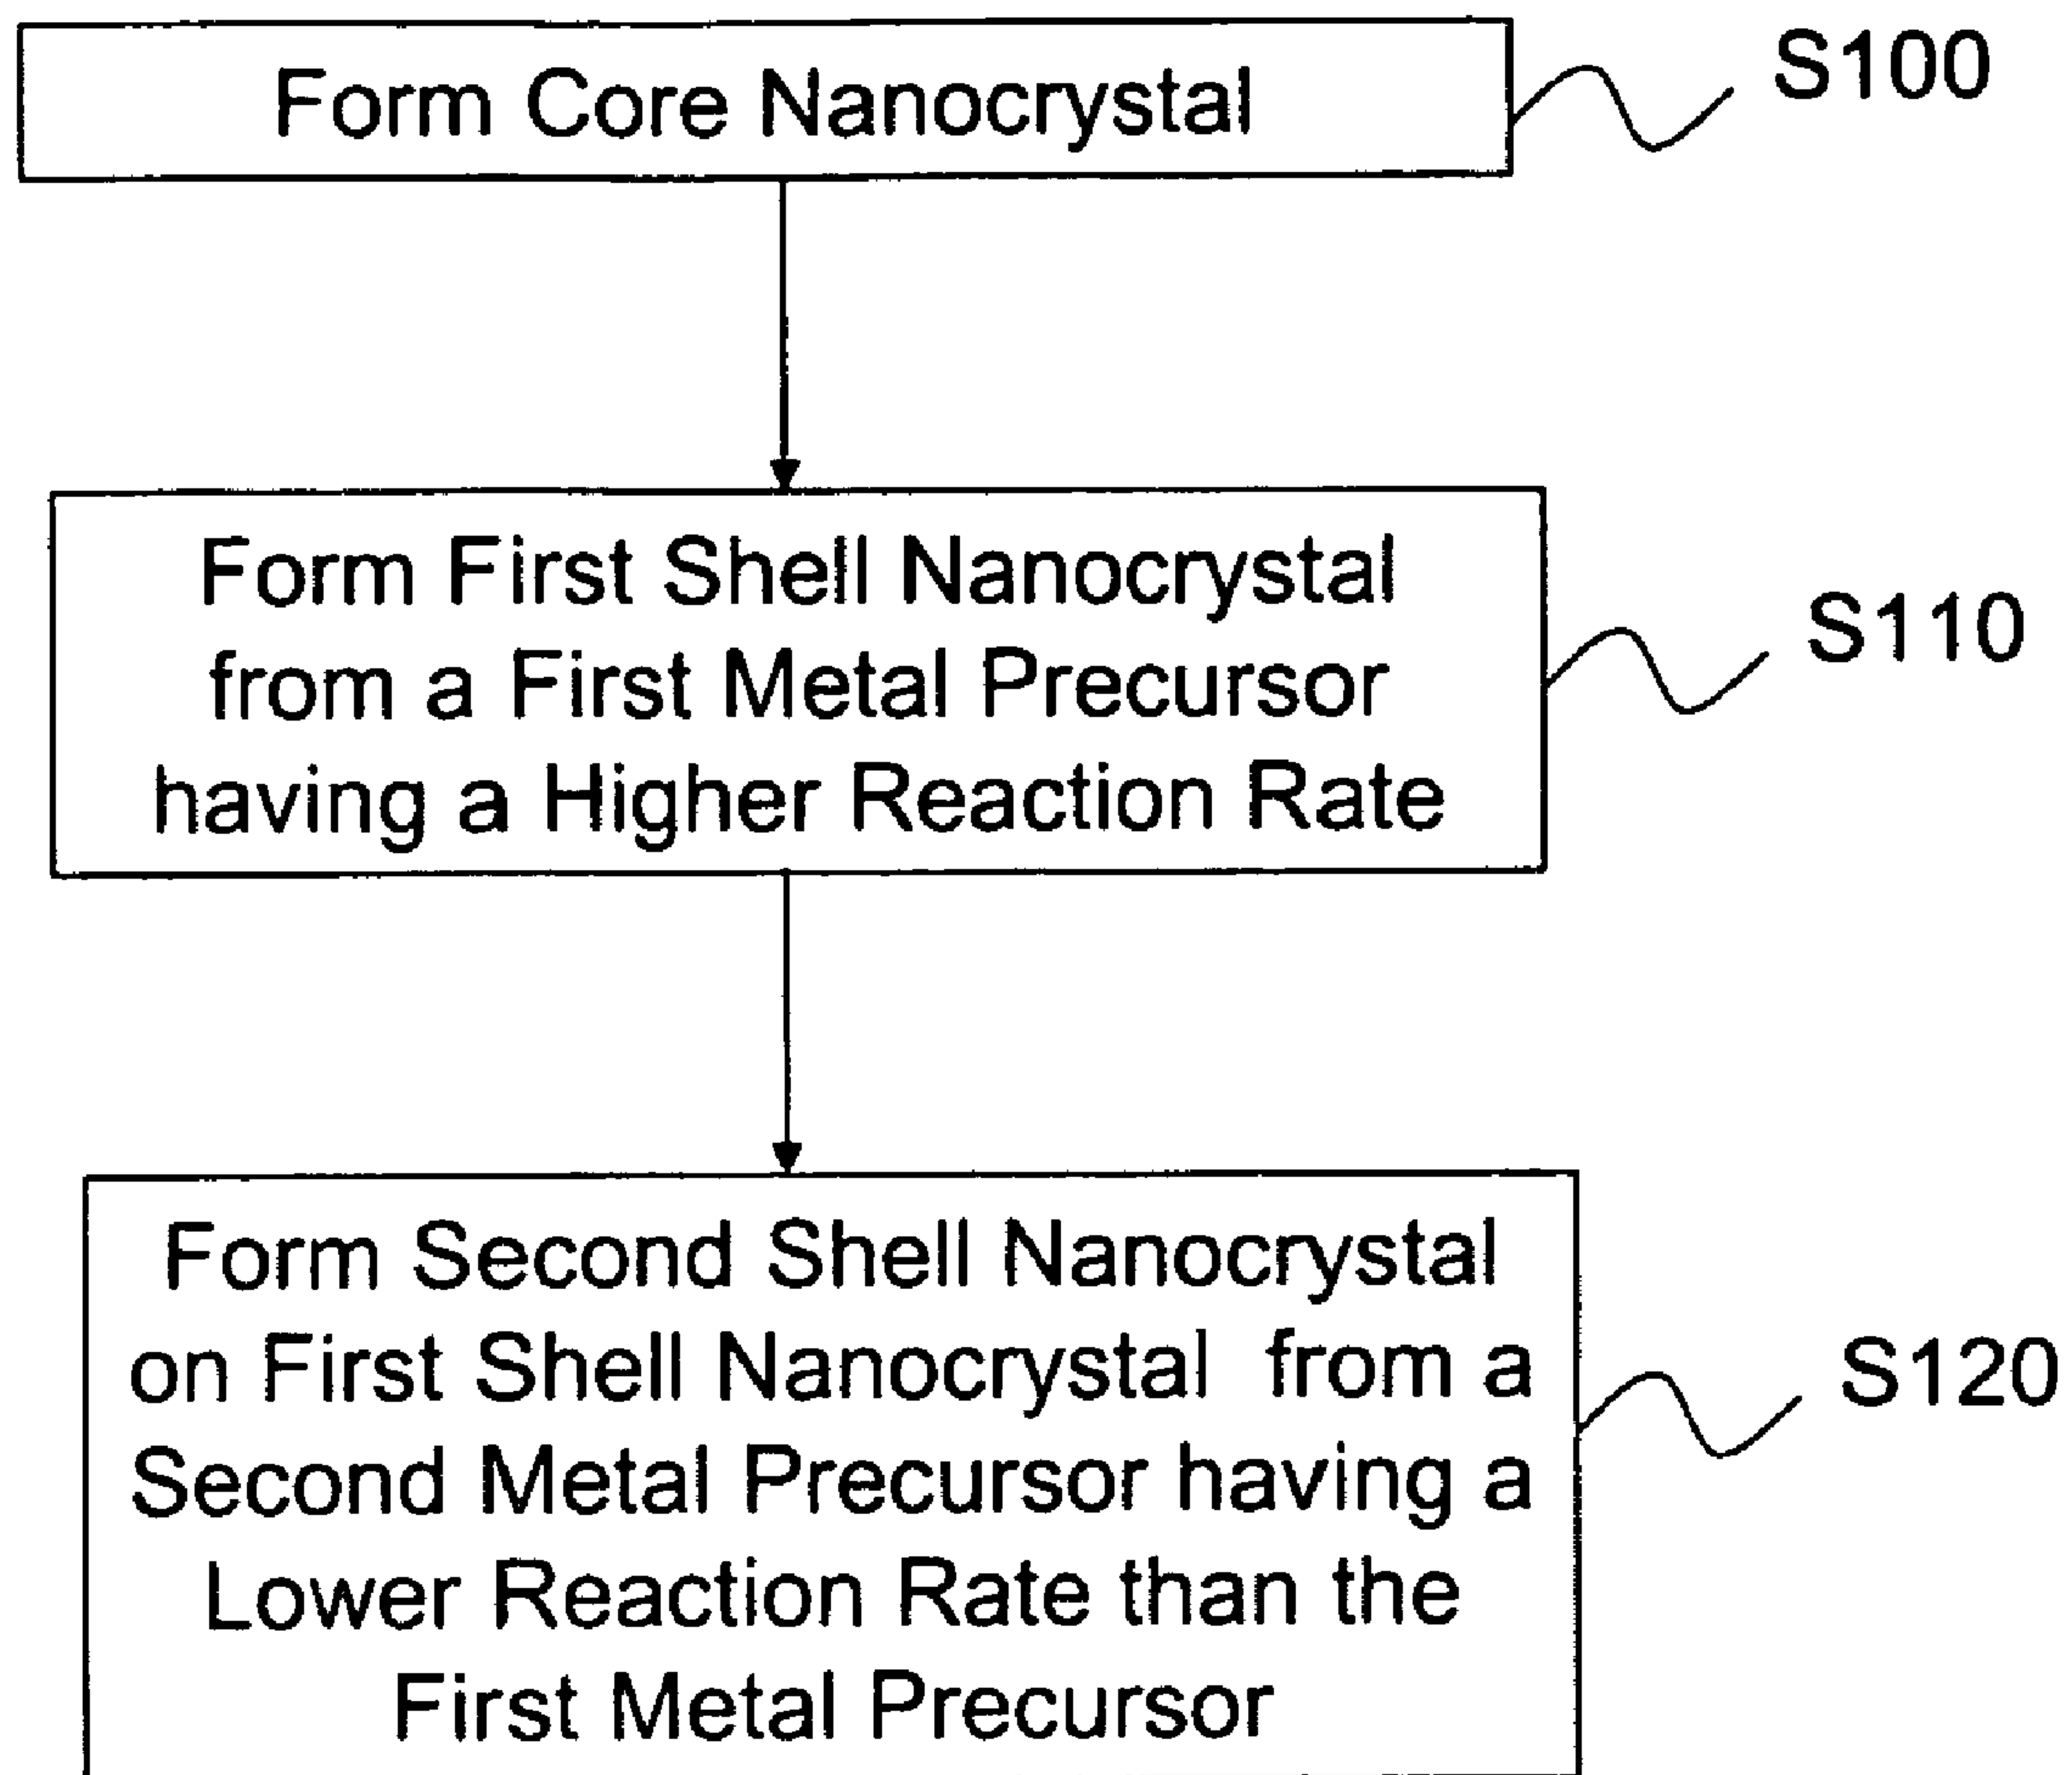 Form Core Nanocrystal
S100
Form First Shell Nanocrystal
from a First Metal Precursor
having a Higher Reaction Rate
S110
Form Second Shell Nanocrystal
on First Shell Nanocrystal from a
Second Metal Precursor having a
Lower Reaction Rate than the
First Metal Precursor
S120